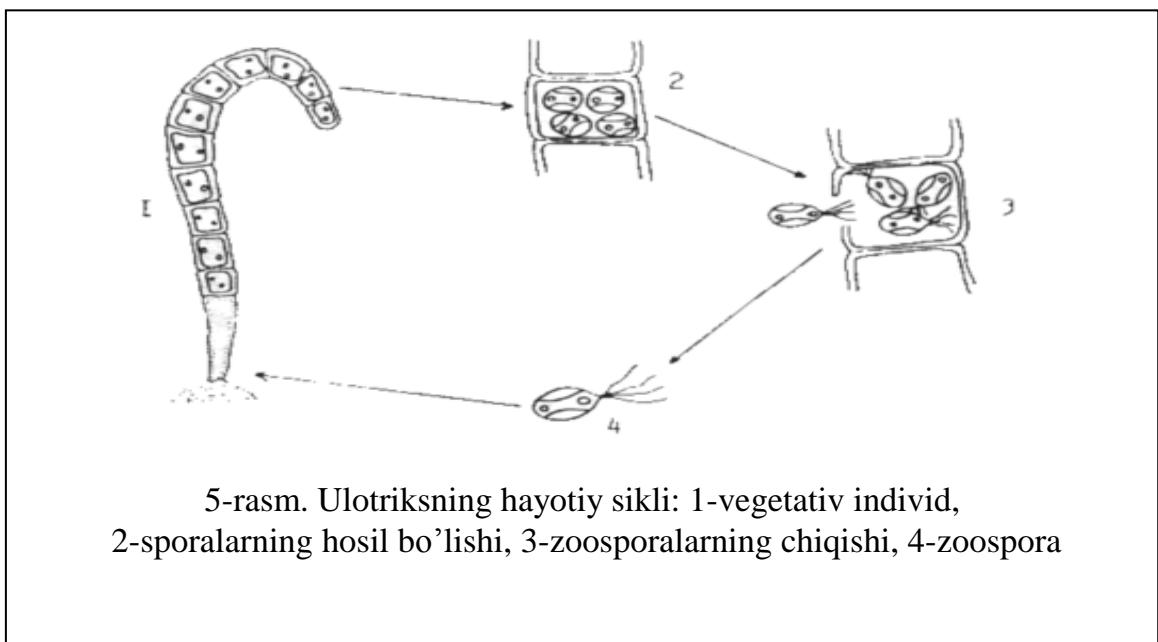 I
2
3
4
5-rasm. Ulotriksning hayotiy sikli: 1-vegetativ individ,
2-sporalarning hosil bo’lishi, 3-zoosporalarning chiqishi, 4-zoospora